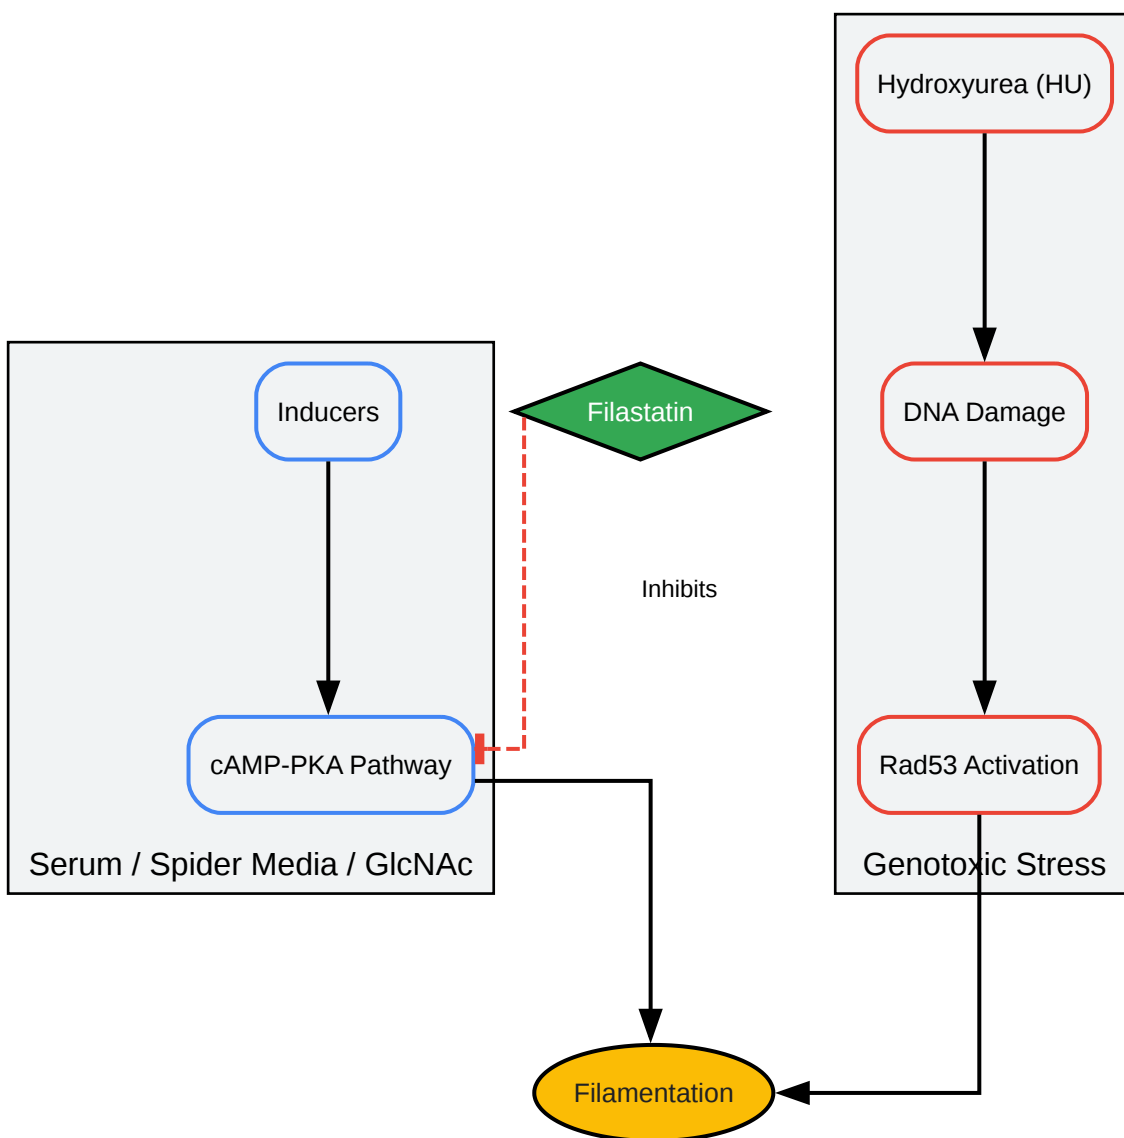 Hydroxyurea (HU)
Inducers
Filastatin
DNA Damage
Inhibits
cAMP-PKA Pathway
Rad53 Activation
Serum / Spider Media / GlcNAc
Genotoxic Stress
Filamentation